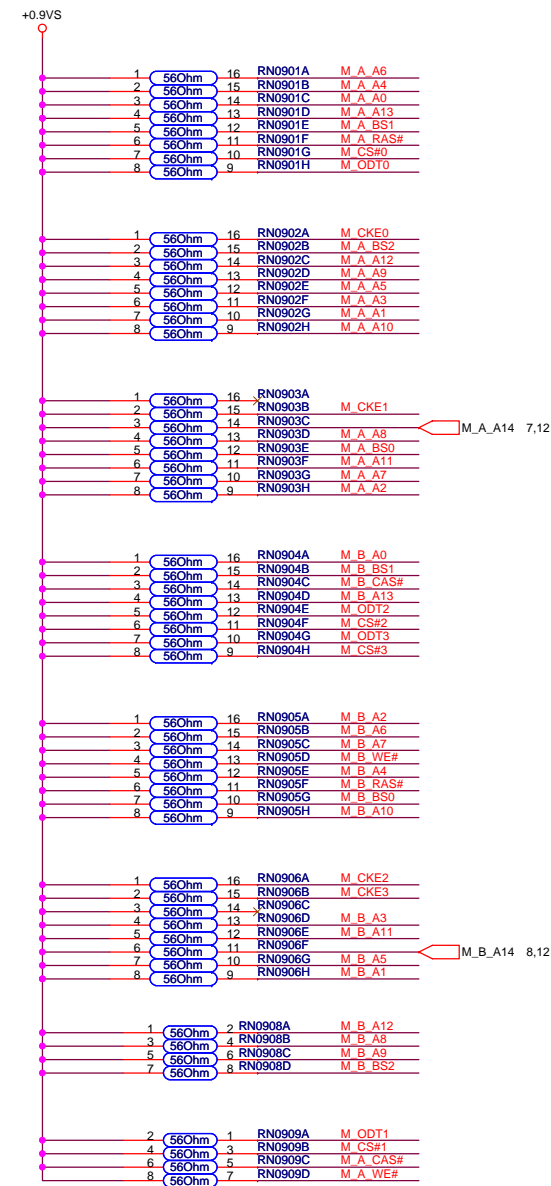 +0.9VS
1 56Ohm 16 RN0901A M_A_A6
2 56Ohm 15 RN0901B M_A_A4
3 56Ohm 14 RN0901C M_A_A0
4 56Ohm 13 RN0901D M_A_A13
5 56Ohm 12 RN0901E M_A_BS1
6 56Ohm 11 RN0901F M_A_RAS#
7 56Ohm 10 RN0901G M_CS#0
8 56Ohm 9 RN0901H M_ODT0
1 56Ohm 16 RN0902A M_CKE0
2 56Ohm 15 RN0902B M_A_BS2
3 56Ohm 14 RN0902C M_A_A12
4 56Ohm 13 RN0902D M_A_A9
5 56Ohm 12 RN0902E M_A_A5
6 56Ohm 11 RN0902F M_A_A3
7 56Ohm 10 RN0902G M_A_A1
8 56Ohm 9 RN0902H M_A_A10
1 56Ohm 16 RN0903A
2 56Ohm 15 RN0903B M_CKE1
3 56Ohm 14 RN0903C M_A_A14 7,12
4 56Ohm 13 RN0903D M_A_A8
5 56Ohm 12 RN0903E M_A_BS0
6 56Ohm 11 RN0903F M_A_A11
7 56Ohm 10 RN0903G M_A_A7
8 56Ohm 9 RN0903H M_A_A2
1 56Ohm 16 RN0904A M_B_A0
2 56Ohm 15 RN0904B M_B_BS1
3 56Ohm 14 RN0904C M_B_CAS#
4 56Ohm 13 RN0904D M_B_A13
5 56Ohm 12 RN0904E M_ODT2
6 56Ohm 11 RN0904F M_CS#2
7 56Ohm 10 RN0904G M_ODT3
8 56Ohm 9 RN0904H M_CS#3
1 56Ohm 16 RN0905A M_B_A2
2 56Ohm 15 RN0905B M_B_A6
3 56Ohm 14 RN0905C M_B_A7
4 56Ohm 13 RN0905D M_B_WE#
5 56Ohm 12 RN0905E M_B_A4
6 56Ohm 11 RN0905F M_B_RAS#
7 56Ohm 10 RN0905G M_B_BS0
8 56Ohm 9 RN0905H M_B_A10
1 56Ohm 16 RN0906A M_CKE2
2 56Ohm 15 RN0906B M_CKE3
3 56Ohm 14 RN0906C
4 56Ohm 13 RN0906D M_B_A3
5 56Ohm 12 RN0906E M_B_A11
6 56Ohm 11 RN0906F M_B_A14 8,12
7 56Ohm 10 RN0906G M_B_A5
8 56Ohm 9 RN0906H M_B_A1
1 56Ohm 2 RN0908A M_B_A12
3 56Ohm 4 RN0908B M_B_A8
5 56Ohm 6 RN0908C M_B_A9
7 56Ohm 8 RN0908D M_B_BS2
2 56Ohm 1 RN0909A M_ODT1
4 56Ohm 3 RN0909B M_CS#1
6 56Ohm 5 RN0909C M_A_CAS#
8 56Ohm 7 RN0909D M_A_WE#